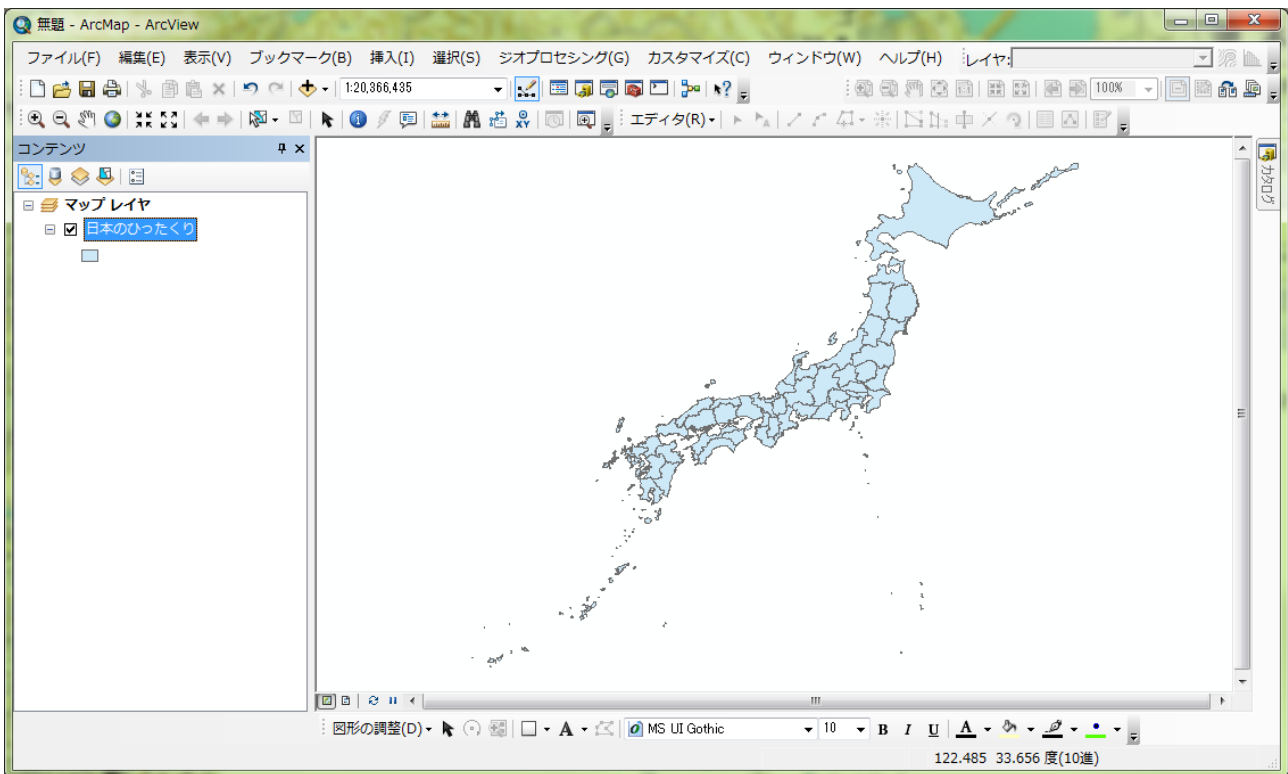 無題 - ArcMap - ArcView
ファイル(F) 編集(E) 表示(V) ブックマーク(B) 挿入(I) 選択(S) ジオプロセシング(G) カスタマイズ(C) ウィンドウ(W) ヘルプ(H) レイヤ:
1:20,366,435 100%
エディタ(R)
コンテンツ
カタログ
マップ レイヤ
日本のひったくり
図形の調整(D) A MS UI Gothic 10 B I U A
122.485 33.656 度(10進)